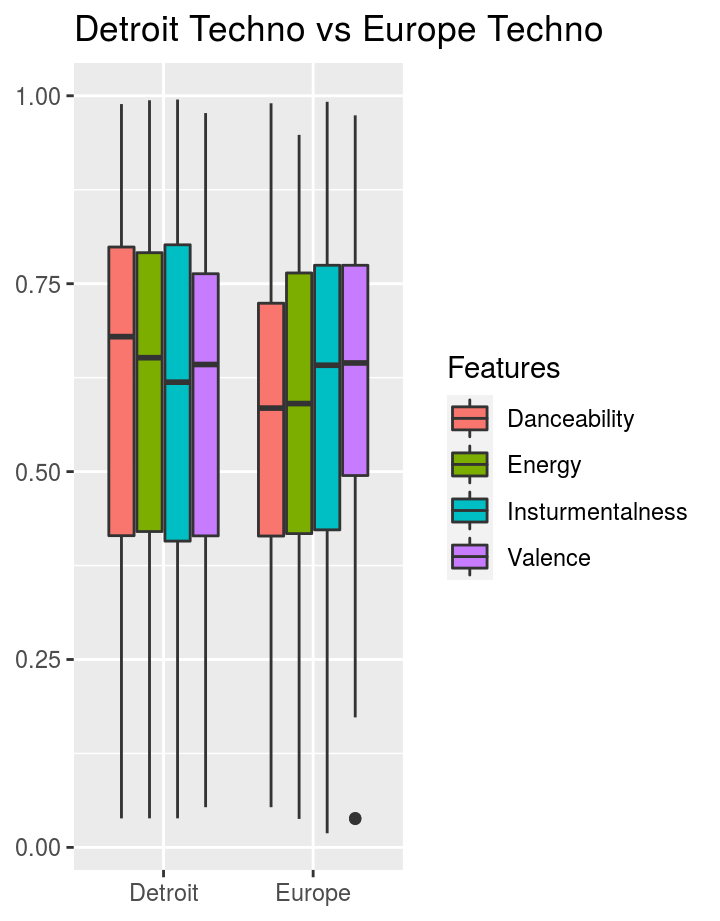 Detroit Techno vs Europe Techno
1.00
0.75
0.50
0.25
0.00
Detroit
Europe
Features
Danceability
Energy
Insturmentalness
Valence